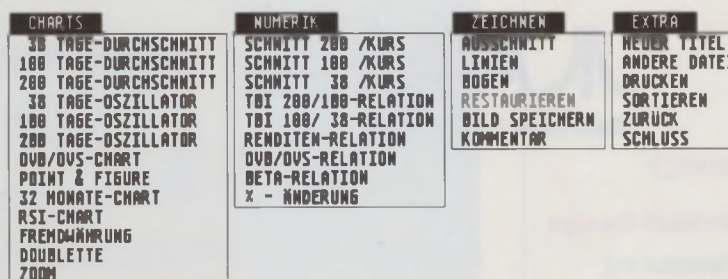 CHARTS
38 TAGE-DURCHSCHNITT
100 TAGE-DURCHSCHNITT
200 TAGE-DURCHSCHNITT
38 TAGE-OSZILLATOR
100 TAGE-OSZILLATOR
200 TAGE-OSZILLATOR
OVB/OVS-CHART
POINT & FIGURE
32 MONATE-CHART
RSI-CHART
FREMDWÄHRUNG
DOUBLETTE
ZOOM
NUMERIK
SCHNITT 200 /KURS
SCHNITT 100 /KURS
SCHNITT 38 /KURS
TBI 200/100-RELATION
TBI 100/ 38-RELATION
RENDITEN-RELATION
OVB/OVS-RELATION
BETA-RELATION
% - ÄNDERUNG
ZEICHNEN
AUSSCHNITT
LINIEN
BOGEN
RESTAURIEREN
BILD SPEICHERN
KOMMENTAR
EXTRA
NEUER TITEL
ANDERE DATEI
DRUCKEN
SORTIEREN
ZURÜCK
SCHLUSS